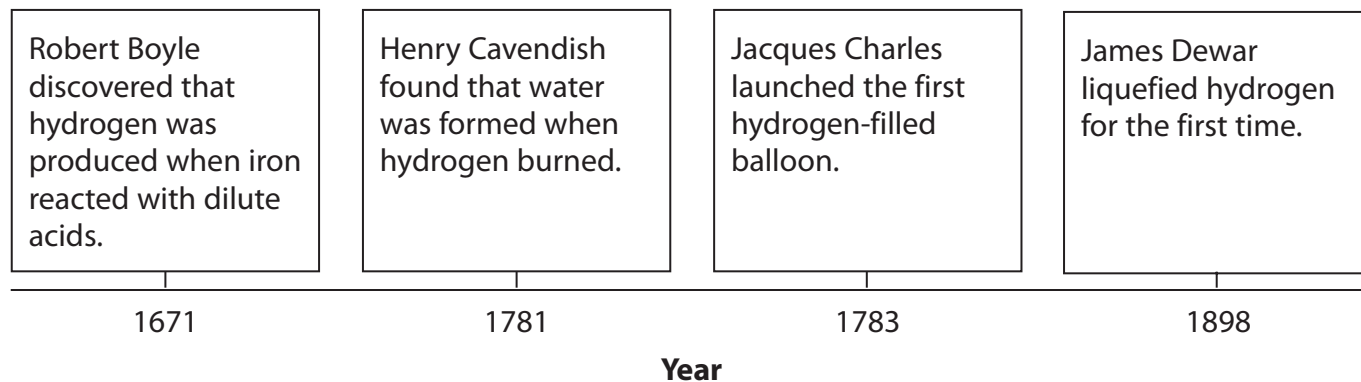 Robert Boyle
discovered that
hydrogen was
produced when iron
reacted with dilute
acids.
Henry Cavendish
found that water
was formed when
hydrogen burned.
Jacques Charles
launched the first
hydrogen-filled
balloon.
James Dewar
liquefied hydrogen
for the first time.
1671
1781
1783
1898
Year